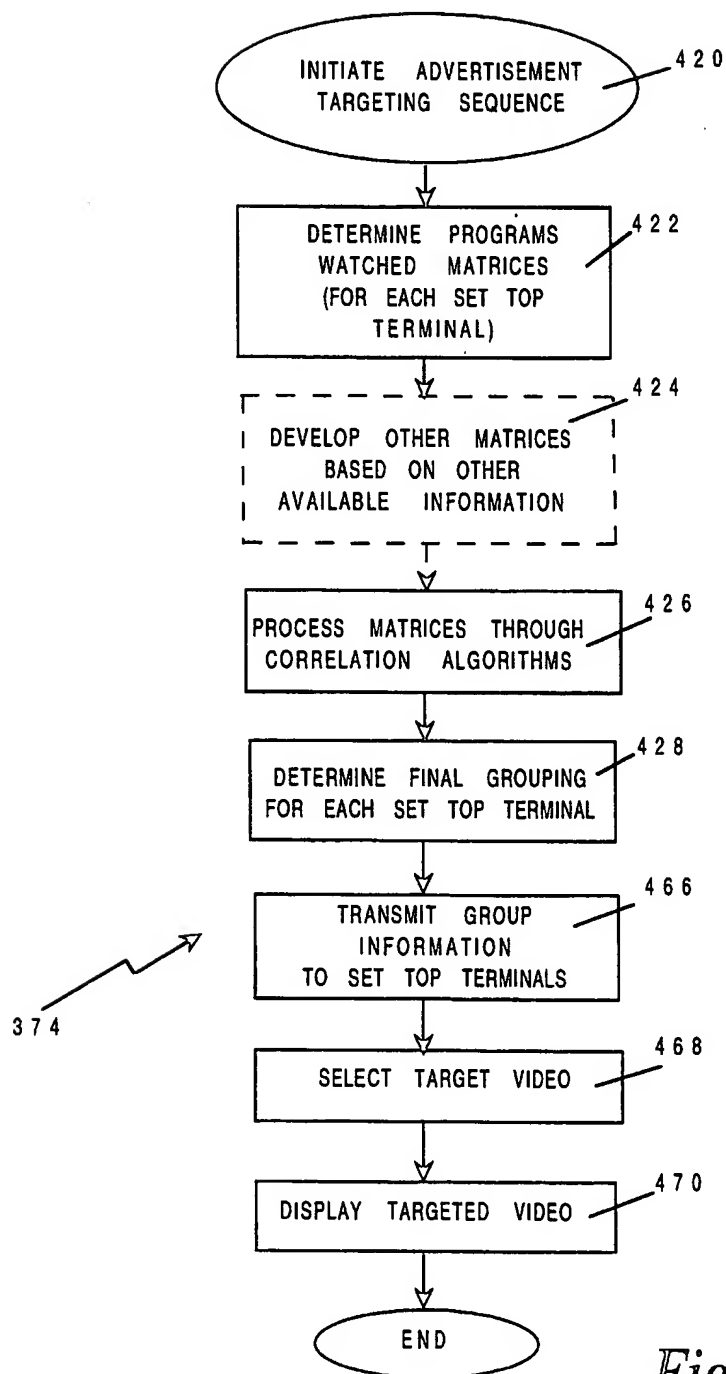 INITIATE ADVERTISEMENT
TARGETING SEQUENCE
420
DETERMINE PROGRAMS
WATCHED MATRICES
(FOR EACH SET TOP
TERMINAL)
422
DEVELOP OTHER MATRICES
BASED ON OTHER
AVAILABLE INFORMATION
424
PROCESS MATRICES THROUGH
CORRELATION ALGORITHMS
426
DETERMINE FINAL GROUPING
FOR EACH SET TOP TERMINAL
428
TRANSMIT GROUP
INFORMATION
TO SET TOP TERMINALS
466
374
SELECT TARGET VIDEO
468
DISPLAY TARGETED VIDEO
470
END
Fig